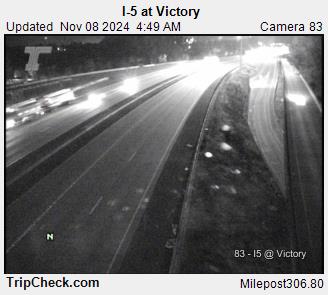 I-5 at Victory
Updated Nov 08 2024 4:49 AM Camera 83
T
N
83 - I5 @ Victory
TripCheck.com Milepost306.80